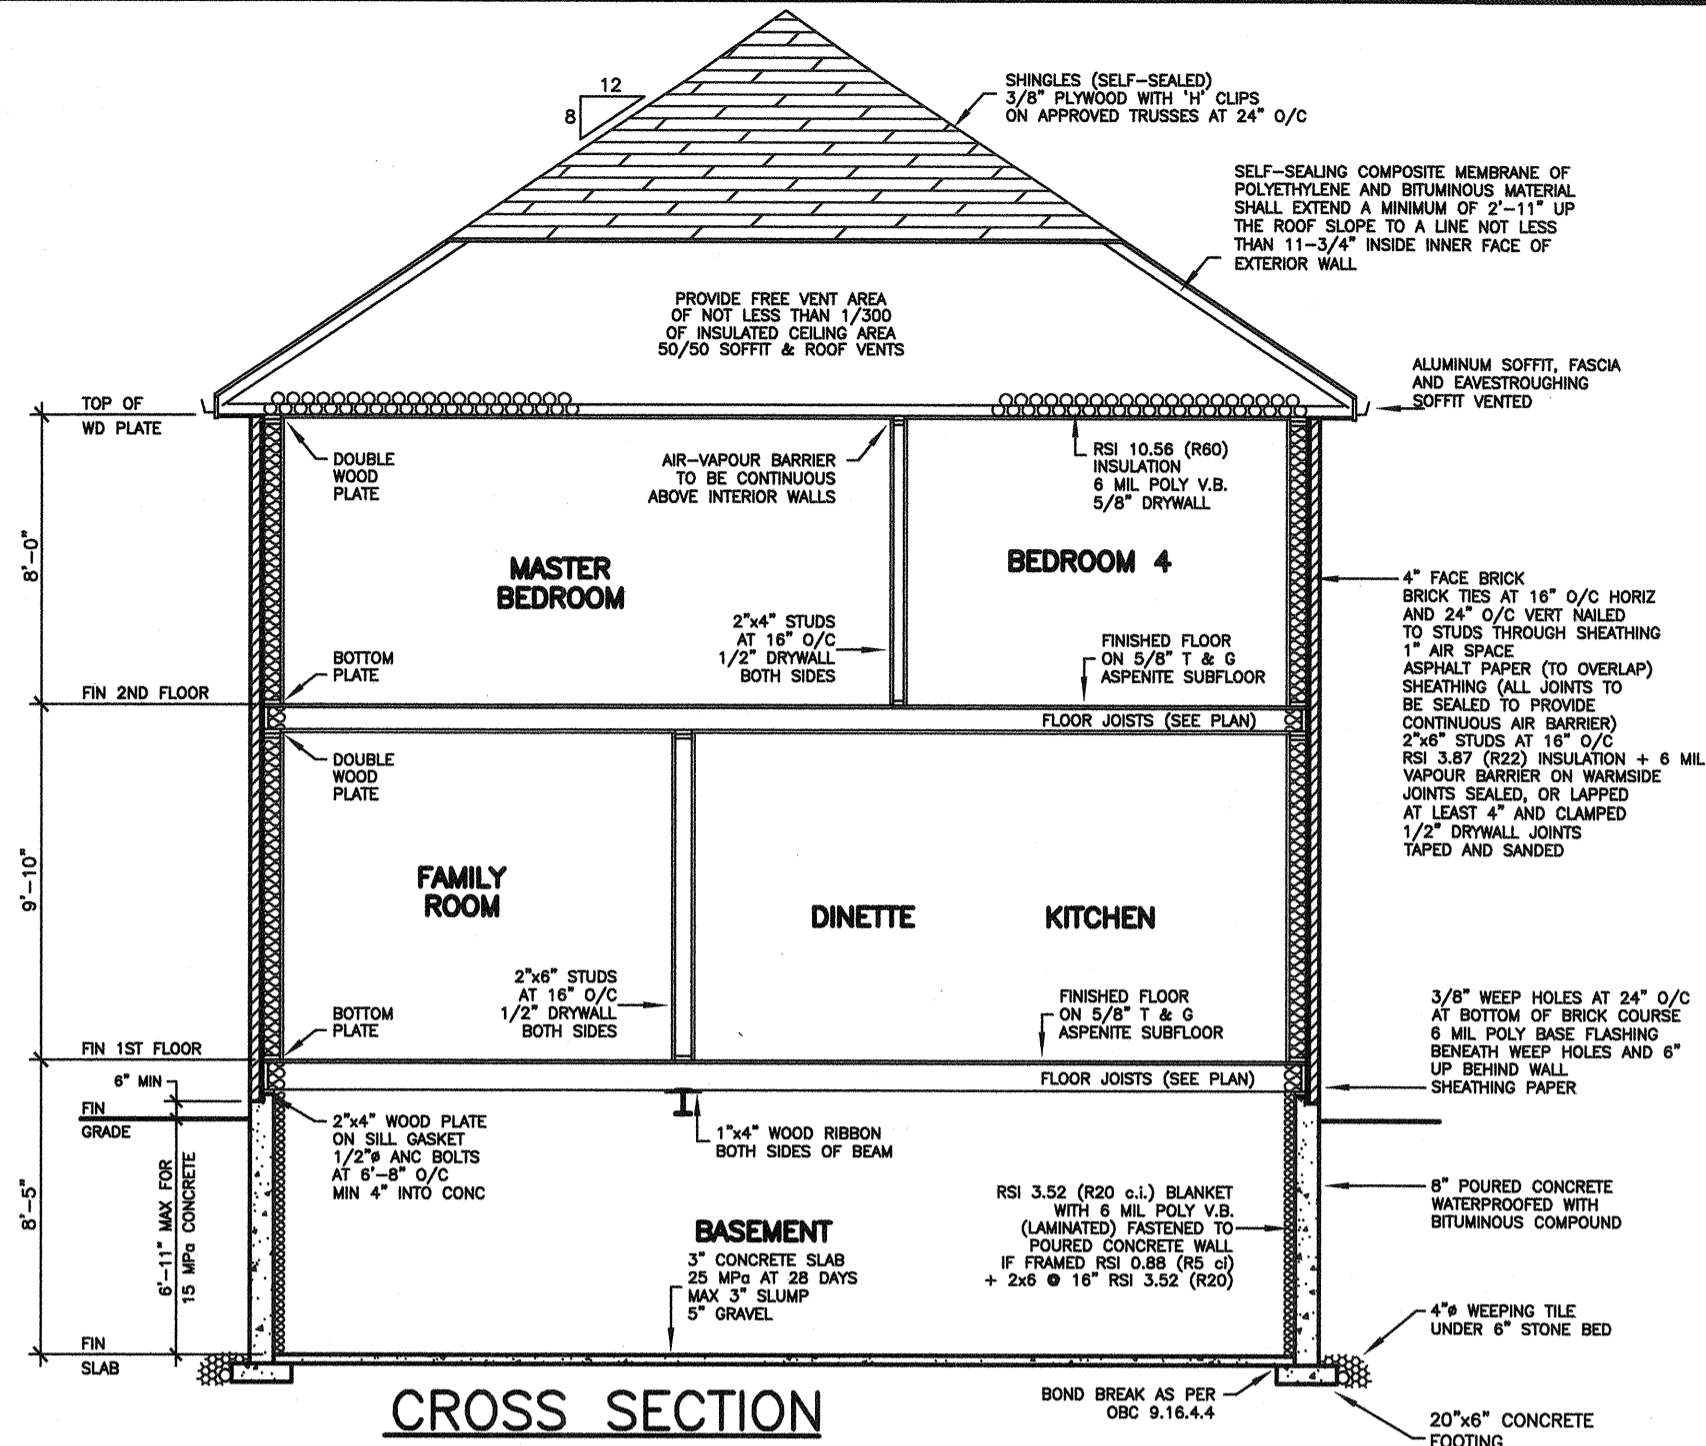 12
8
SHINGLES (SELF-SEALED)
3/8" PLYWOOD WITH 'H' CLIPS
ON APPROVED TRUSSES AT 24" O/C
SELF-SEALING COMPOSITE MEMBRANE OF
POLYETHYLENE AND BITUMINOUS MATERIAL
SHALL EXTEND A MINIMUM OF 2'-11" UP
THE ROOF SLOPE TO A LINE NOT LESS
THAN 11-3/4" INSIDE INNER FACE OF
EXTERIOR WALL
PROVIDE FREE VENT AREA
OF NOT LESS THAN 1/300
OF INSULATED CEILING AREA
50/50 SOFFIT & ROOF VENTS
ALUMINUM SOFFIT, FASCIA
AND EAVESTROUGHING
SOFFIT VENTED
TOP OF
WD PLATE
DOUBLE
WOOD
PLATE
AIR-VAPOUR BARRIER
TO BE CONTINUOUS
ABOVE INTERIOR WALLS
RSI 10.56 (R60)
INSULATION
6 MIL POLY V.B.
5/8" DRYWALL
8'-0"
MASTER
BEDROOM
BEDROOM 4
4" FACE BRICK
BRICK TIES AT 16" O/C HORIZ
AND 24" O/C VERT NAILED
TO STUDS THROUGH SHEATHING
1" AIR SPACE
ASPHALT PAPER (TO OVERLAP)
SHEATHING (ALL JOINTS TO
BE SEALED TO PROVIDE
CONTINUOUS AIR BARRIER)
2"x6" STUDS AT 16" O/C
RSI 3.87 (R22) INSULATION + 6 MIL
VAPOUR BARRIER ON WARMSIDE
JOINTS SEALED, OR LAPPED
AT LEAST 4" AND CLAMPED
1/2" DRYWALL JOINTS
TAPED AND SANDED
2"x4" STUDS
AT 16" O/C
1/2" DRYWALL
BOTH SIDES
FINISHED FLOOR
ON 5/8" T & G
ASPENITE SUBFLOOR
BOTTOM
PLATE
FIN 2ND FLOOR
FLOOR JOISTS (SEE PLAN)
DOUBLE
WOOD
PLATE
9'-10"
FAMILY
ROOM
DINETTE
KITCHEN
2"x6" STUDS
AT 16" O/C
1/2" DRYWALL
BOTH SIDES
FINISHED FLOOR
ON 5/8" T & G
ASPENITE SUBFLOOR
BOTTOM
PLATE
3/8" WEEP HOLES AT 24" O/C
AT BOTTOM OF BRICK COURSE
6 MIL POLY BASE FLASHING
BENEATH WEEP HOLES AND 6"
UP BEHIND WALL
SHEATHING PAPER
FIN 1ST FLOOR
FLOOR JOISTS (SEE PLAN)
6" MIN
FIN
GRADE
2"x4" WOOD PLATE
ON SILL GASKET
1/2"ø ANC BOLTS
AT 6'-8" O/C
MIN 4" INTO CONC
1"x4" WOOD RIBBON
BOTH SIDES OF BEAM
8'-5"
6'-11" MAX FOR
15 MPa CONCRETE
RSI 3.52 (R20 c.i.) BLANKET
WITH 6 MIL POLY V.B.
(LAMINATED) FASTENED TO
POURED CONCRETE WALL
IF FRAMED RSI 0.88 (R5 ci)
+ 2x6 @ 16" RSI 3.52 (R20)
8" POURED CONCRETE
WATERPROOFED WITH
BITUMINOUS COMPOUND
BASEMENT
3" CONCRETE SLAB
25 MPa AT 28 DAYS
MAX 3" SLUMP
5" GRAVEL
4"ø WEEPING TILE
UNDER 6" STONE BED
FIN
SLAB
BOND BREAK AS PER
OBC 9.16.4.4
20"x6" CONCRETE
FOOTING
CROSS SECTION